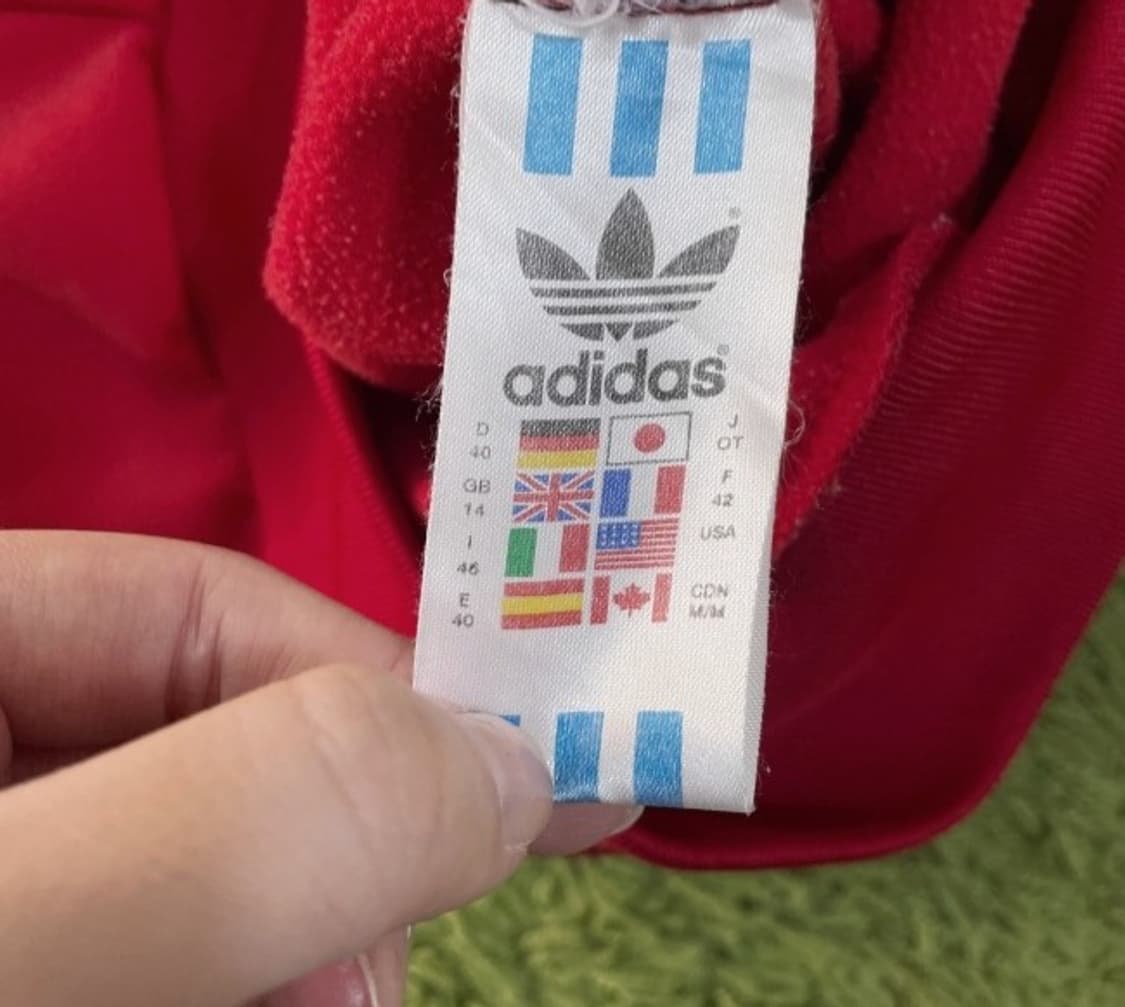 ®
adidas®
D J
40 OT
GB F
14 42
I USA
46
E CDN
40 M/M